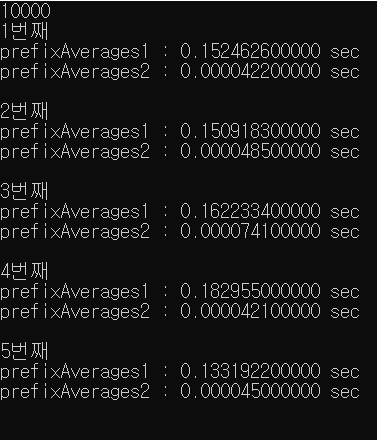 10000
1번째
prefixAverages1 : 0.152462600000 sec
prefixAverages2 : 0.000042200000 sec
2번째
prefixAverages1 : 0.150918300000 sec
prefixAverages2 : 0.000048500000 sec
3번째
prefixAverages1 : 0.162233400000 sec
prefixAverages2 : 0.000074100000 sec
4번째
prefixAverages1 : 0.182955000000 sec
prefixAverages2 : 0.000042100000 sec
5번째
prefixAverages1 : 0.133192200000 sec
prefixAverages2 : 0.000045000000 sec